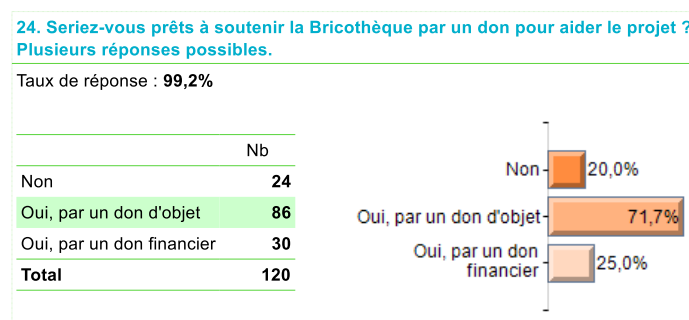 24. Seriez-vous prêts à soutenir la Bricothèque par un don pour aider le projet ?
Plusieurs réponses possibles.
Taux de réponse : 99,2%
Nb
Non 24
Oui, par un don d'objet 86
Oui, par un don financier 30
Total 120
Non 20,0%
Oui, par un don d'objet 71,7%
Oui, par un don
financier 25,0%